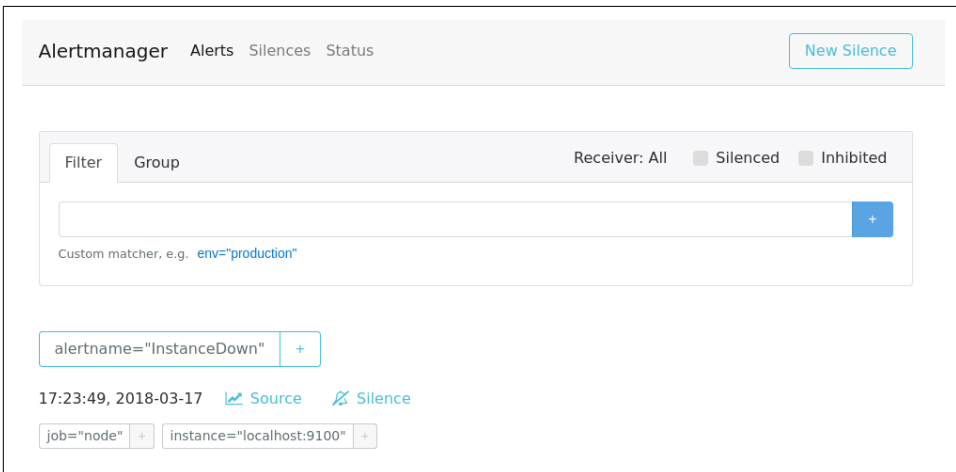 Alertmanager Alerts Silences Status New Silence
Filter Group Receiver: All Silenced Inhibited
+
Custom matcher, e.g. env="production"
alertname="InstanceDown" +
17:23:49, 2018-03-17 Source Silence
job="node" + instance="localhost:9100" +